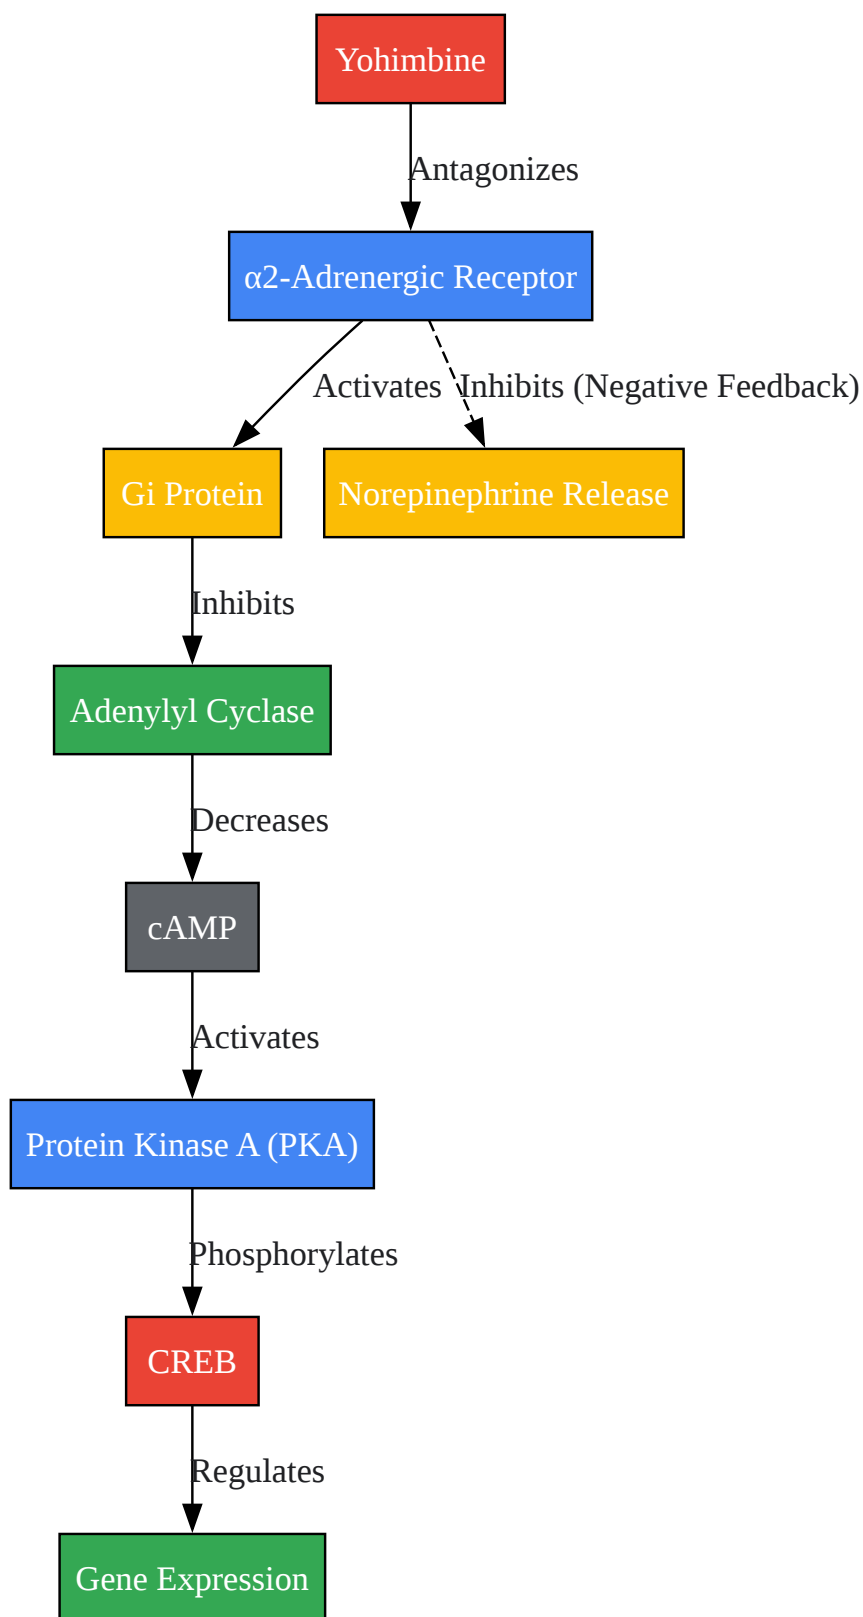 Yohimbine
Antagonizes
α2-Adrenergic Receptor
Activates
Inhibits (Negative Feedback)
Gi Protein
Norepinephrine Release
Inhibits
Adenylyl Cyclase
Decreases
cAMP
Activates
Protein Kinase A (PKA)
Phosphorylates
CREB
Regulates
Gene Expression